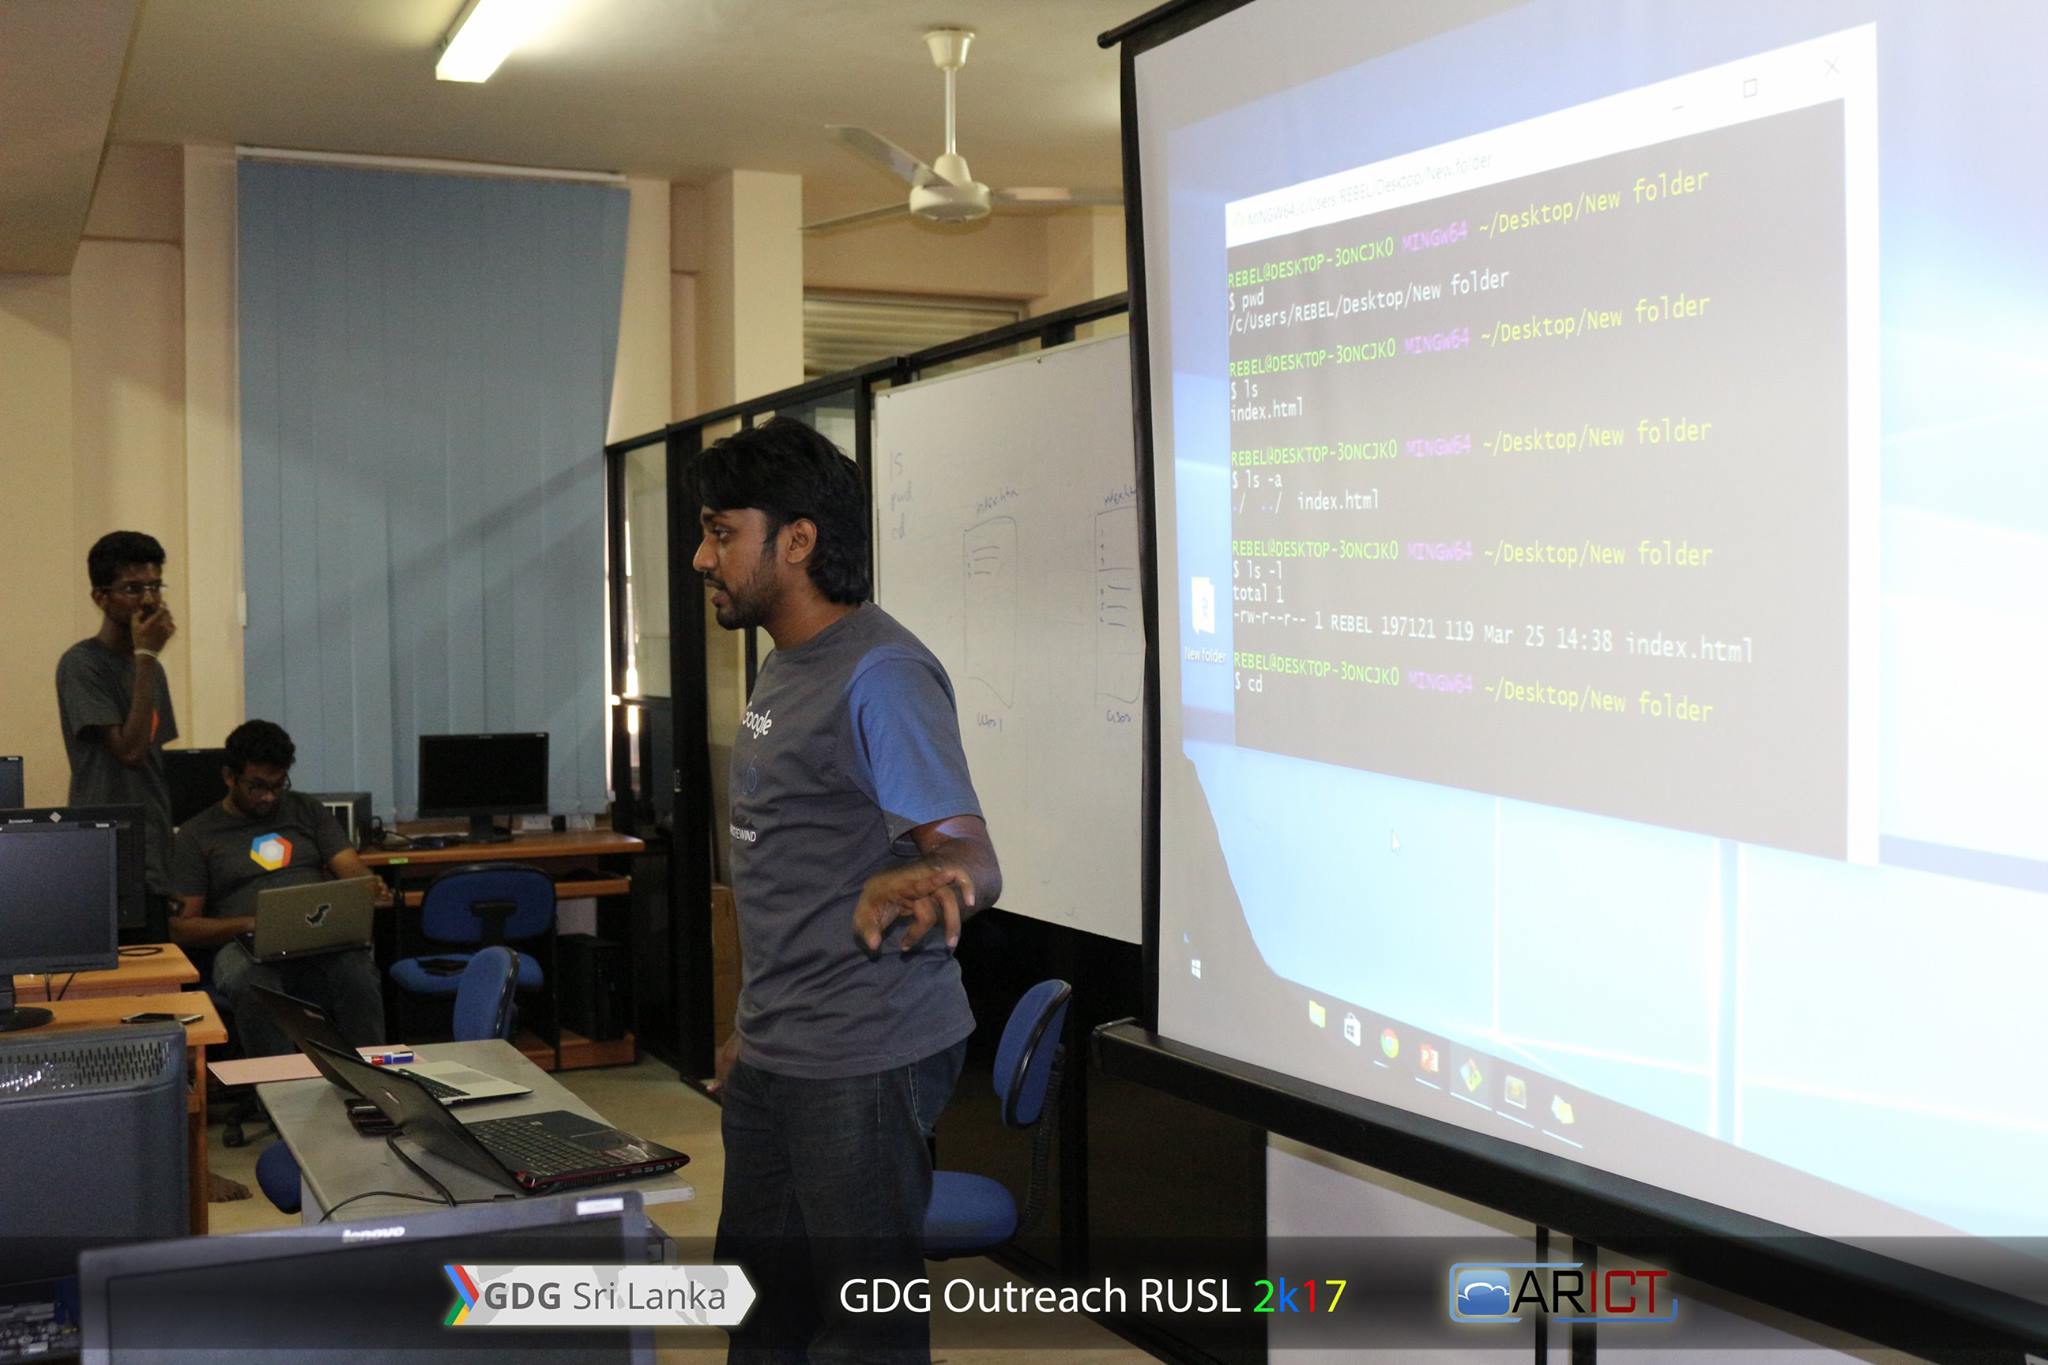 MINGW64:/c/Users/REBEL/Desktop/New folder
REBEL@DESKTOP-3ONCJK0 MINGW64 ~/Desktop/New folder
$ pwd
/c/Users/REBEL/Desktop/New folder
REBEL@DESKTOP-3ONCJK0 MINGW64 ~/Desktop/New folder
$ ls
index.html
REBEL@DESKTOP-3ONCJK0 MINGW64 ~/Desktop/New folder
$ ls -a
./ ../ index.html
REBEL@DESKTOP-3ONCJK0 MINGW64 ~/Desktop/New folder
$ ls -l
total 1
-rw-r--r-- 1 REBEL 197121 119 Mar 25 14:38 index.html
REBEL@DESKTOP-3ONCJK0 MINGW64 ~/Desktop/New folder
$ cd
New folder
ls
pwd
cd
Google
lenovo
GDG Sri Lanka
GDG Outreach RUSL 2k17
ARICT